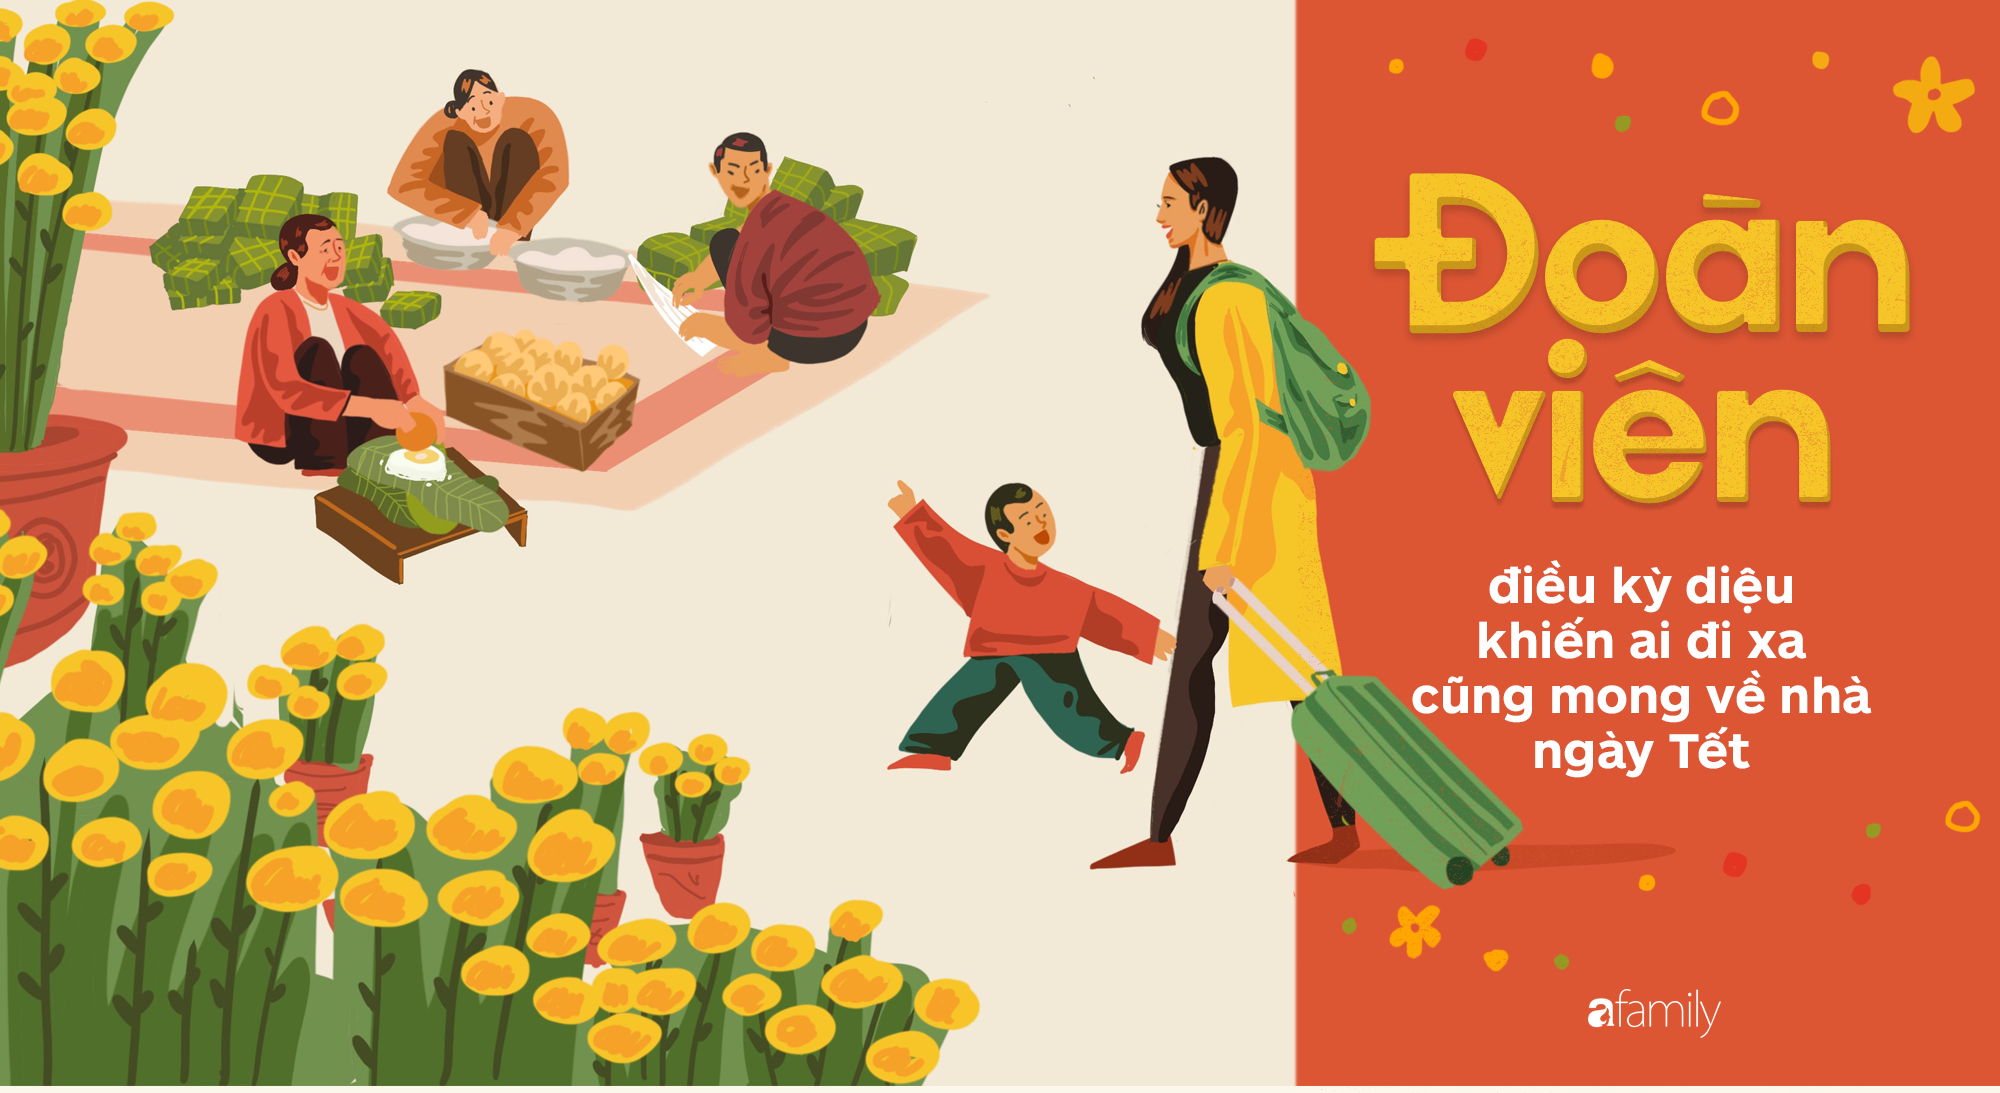 Đoàn
viên
điều kỳ diệu
khiến ai đi xa
cũng mong về nhà
ngày Tết
afamily